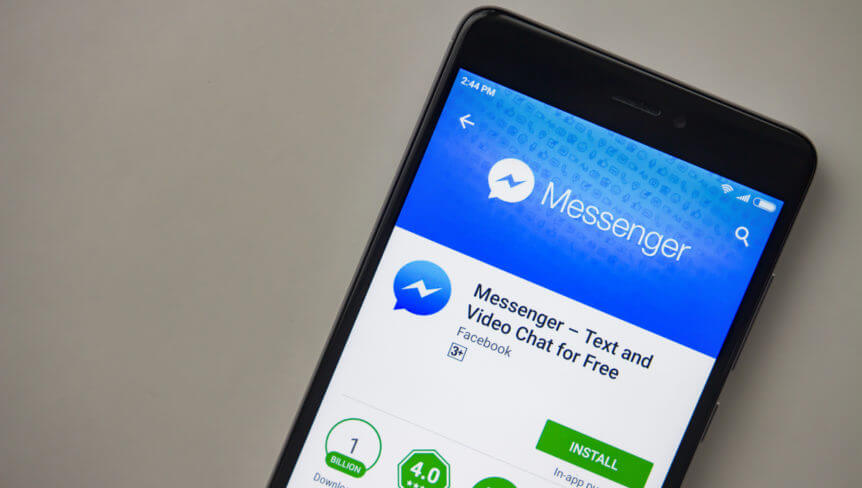 2:44 PM
Messenger
Messenger – Text and
Video Chat for Free
Facebook
3+
INSTALL
In-app
1
BILLION
4.0